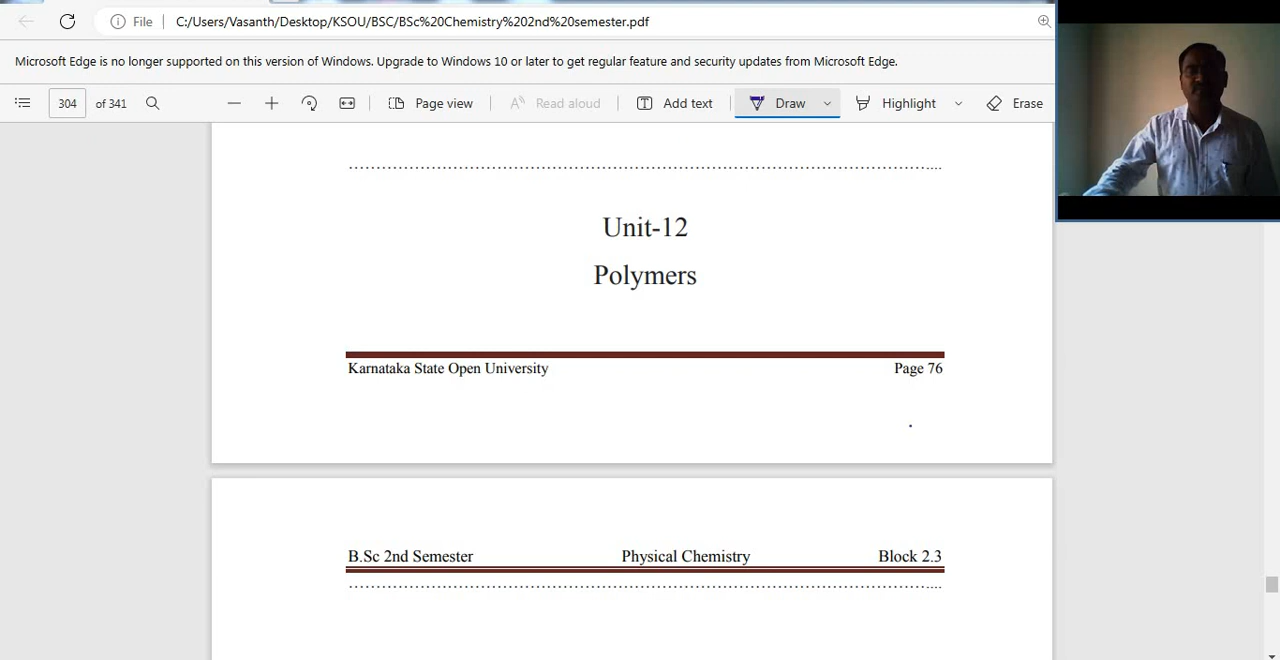 File C:/Users/Vasanth/Desktop/KSOU/BSC/BSc%20Chemistry%202nd%20semester.pdf
Microsoft Edge is no longer supported on this version of Windows. Upgrade to Windows 10 or later to get regular feature and security updates from Microsoft Edge.
304 of 341 Page view Read aloud Add text Draw Highlight Erase
Unit-12
Polymers
Karnataka State Open University Page 76
B.Sc 2nd Semester Physical Chemistry Block 2.3